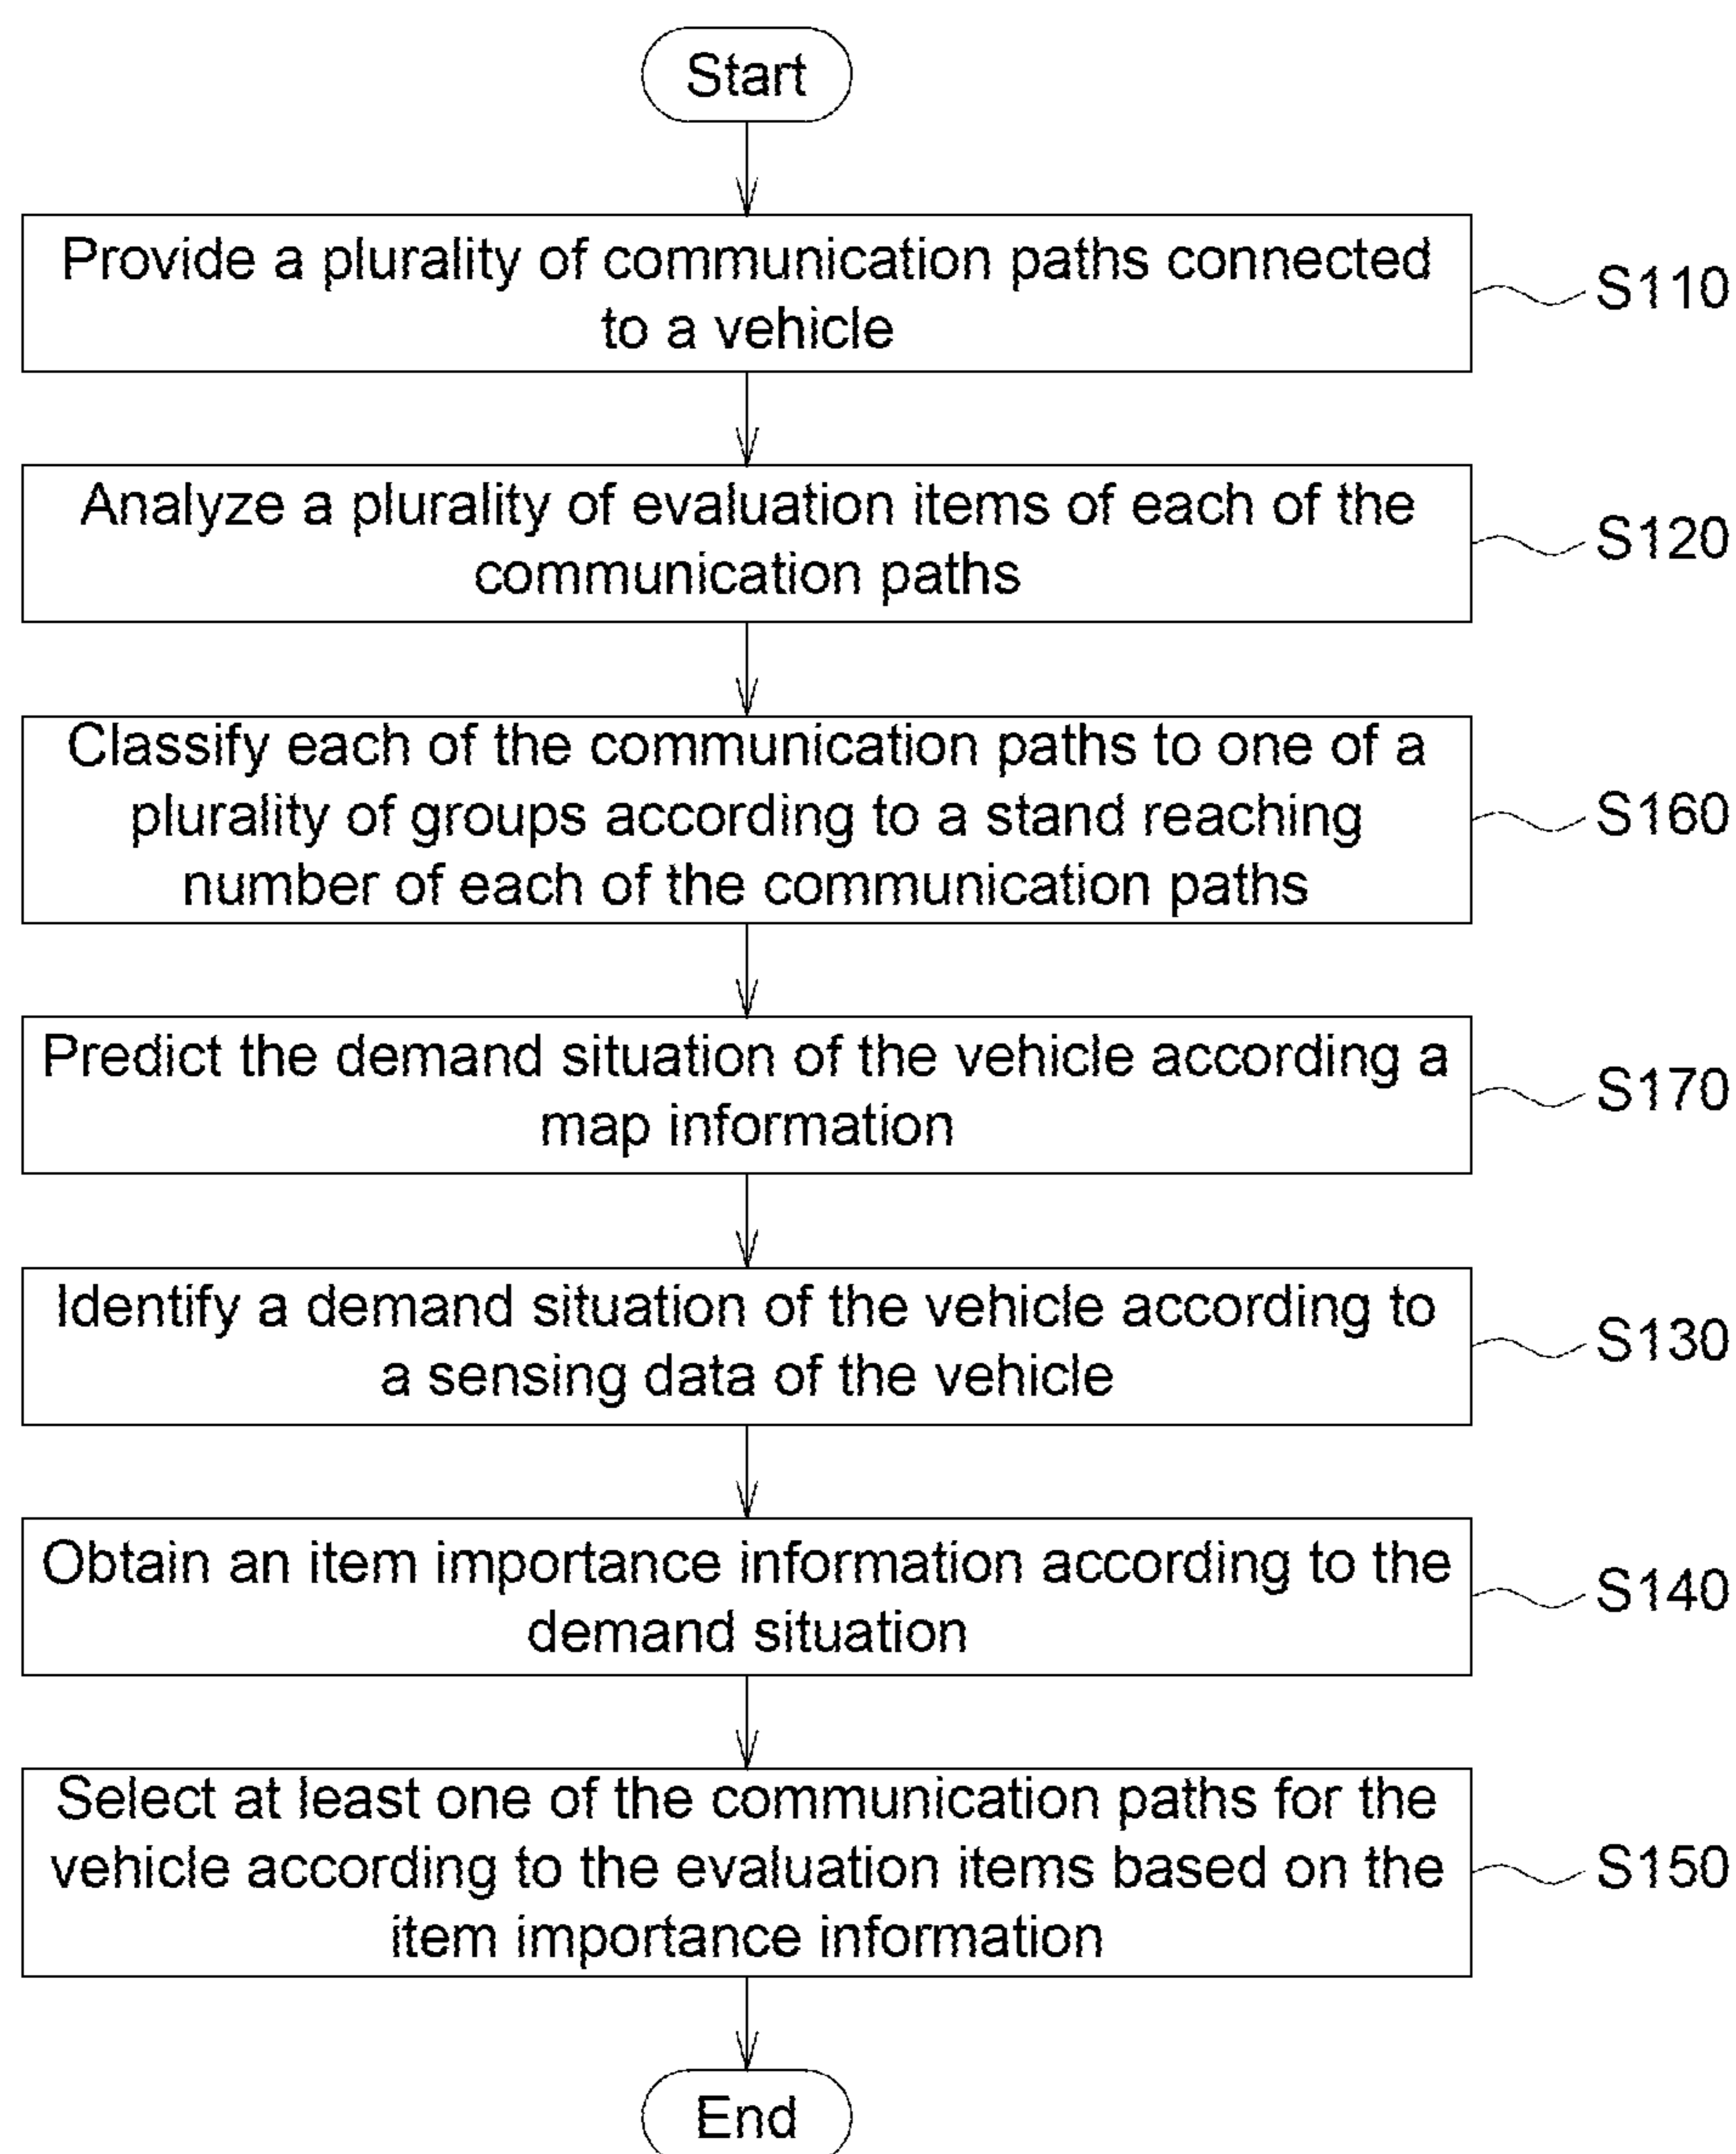 Start
Provide a plurality of communication paths connected
to a vehicle
S110
Analyze a plurality of evaluation items of each of the
communication paths
S120
Classify each of the communication paths to one of a
plurality of groups according to a stand reaching
number of each of the communication paths
S160
Predict the demand situation of the vehicle according a
map information
S170
Identify a demand situation of the vehicle according to
a sensing data of the vehicle
S130
Obtain an item importance information according to the
demand situation
S140
Select at least one of the communication paths for the
vehicle according to the evaluation items based on the
item importance information
S150
End